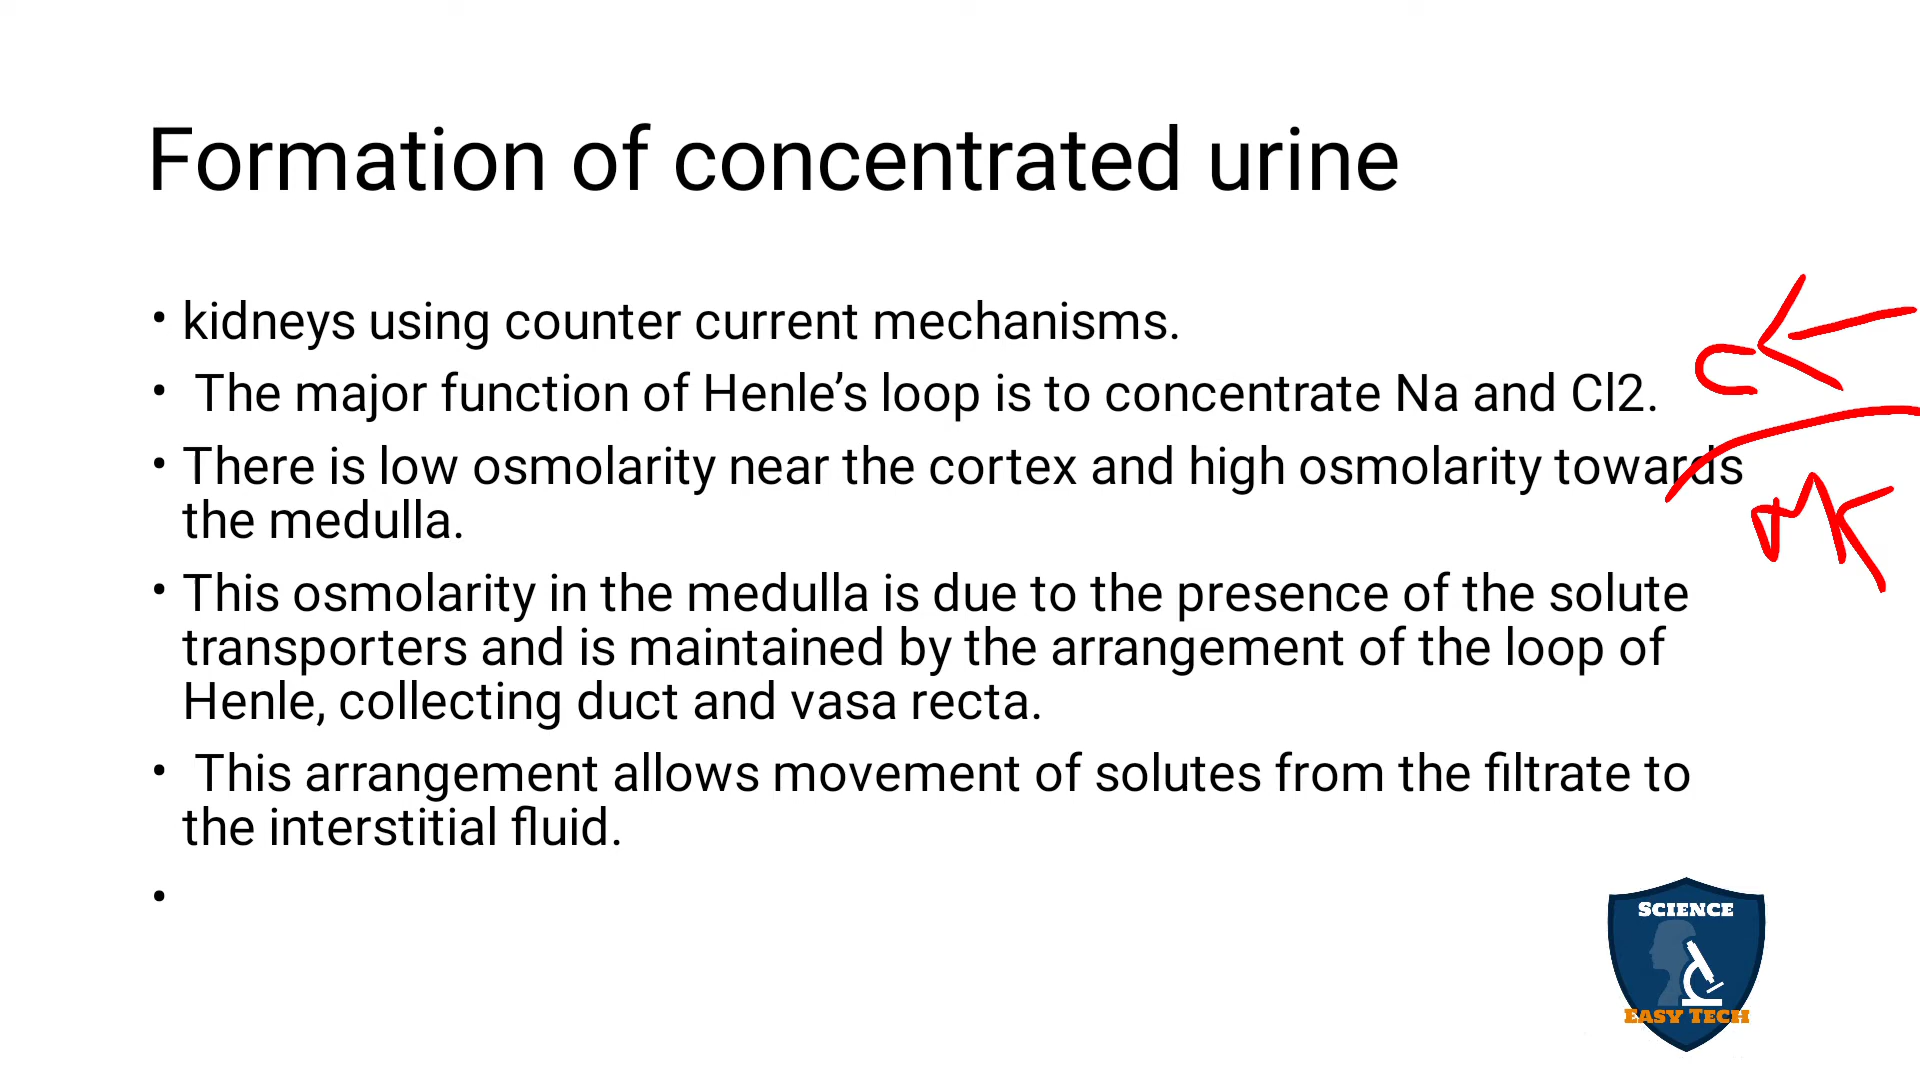 Formation of concentrated urine
• kidneys using counter current mechanisms.
• The major function of Henle’s loop is to concentrate Na and Cl2.
• There is low osmolarity near the cortex and high osmolarity towards
the medulla.
• This osmolarity in the medulla is due to the presence of the solute
transporters and is maintained by the arrangement of the loop of
Henle, collecting duct and vasa recta.
• This arrangement allows movement of solutes from the filtrate to
the interstitial fluid.
•
C <
M
SCIENCE
EASY TECH